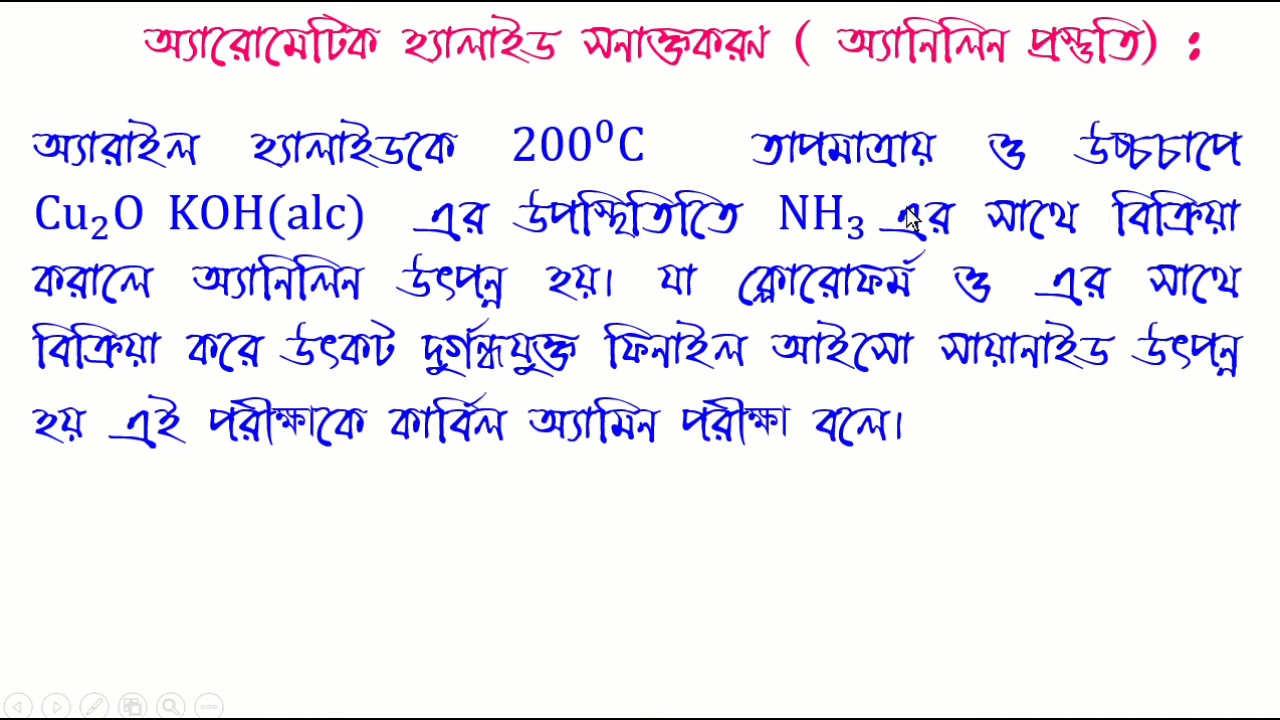 অ্যারোমেটিক হ্যালাইড সনাক্তকরণ ( অ্যানিলিন প্রস্তুতি) :
অ্যারাইল হ্যালাইডকে 200⁰C তাপমাত্রায় ও উচ্চচাপে
Cu₂O KOH(alc) এর উপস্থিতিতে NH₃ এর সাথে বিক্রিয়া
করালে অ্যানিলিন উৎপন্ন হয়। যা ক্লোরোফর্ম ও এর সাথে
বিক্রিয়া করে উৎকট দুর্গন্ধযুক্ত ফিনাইল আইসো সায়ানাইড উৎপন্ন
হয় এই পরীক্ষাকে কার্বিল অ্যামিন পরীক্ষা বলে।